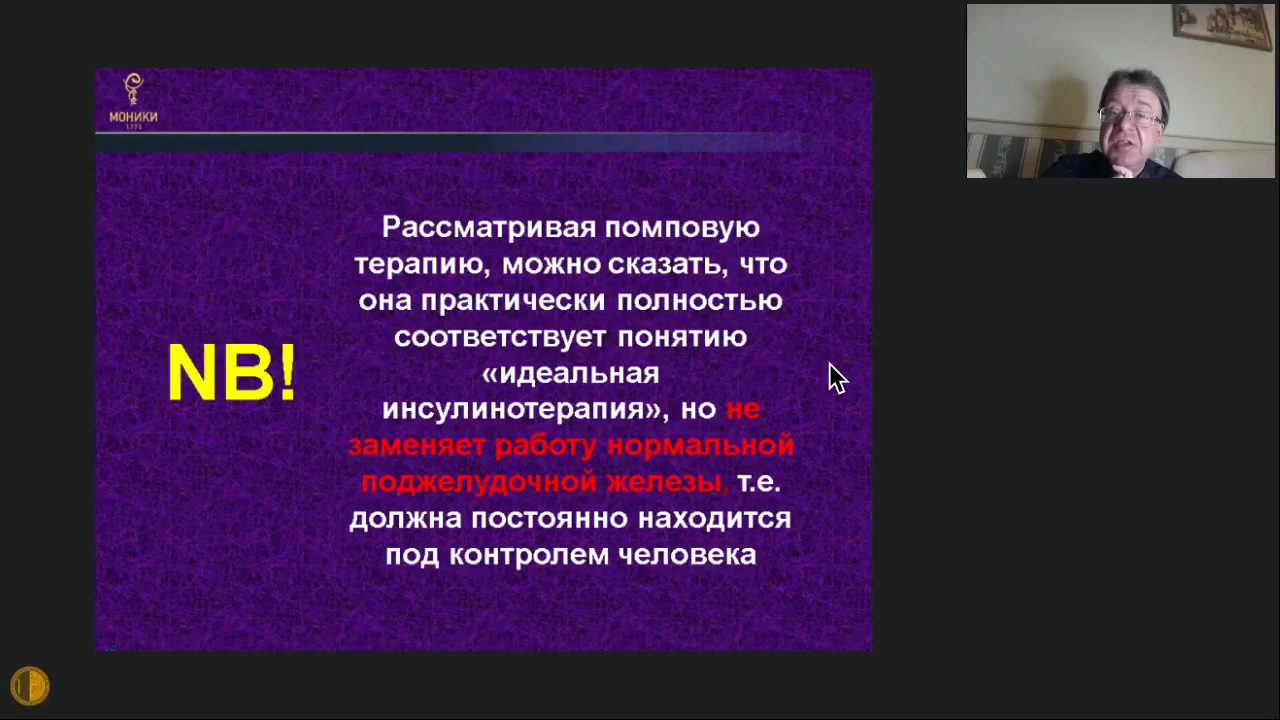 МОНИКИ
1775
Рассматривая помповую
терапию, можно сказать, что
она практически полностью
соответствует понятию
«идеальная
инсулинотерапия», но не
заменяет работу нормальной
поджелудочной железы, т.е.
должна постоянно находится
под контролем человека
NB!